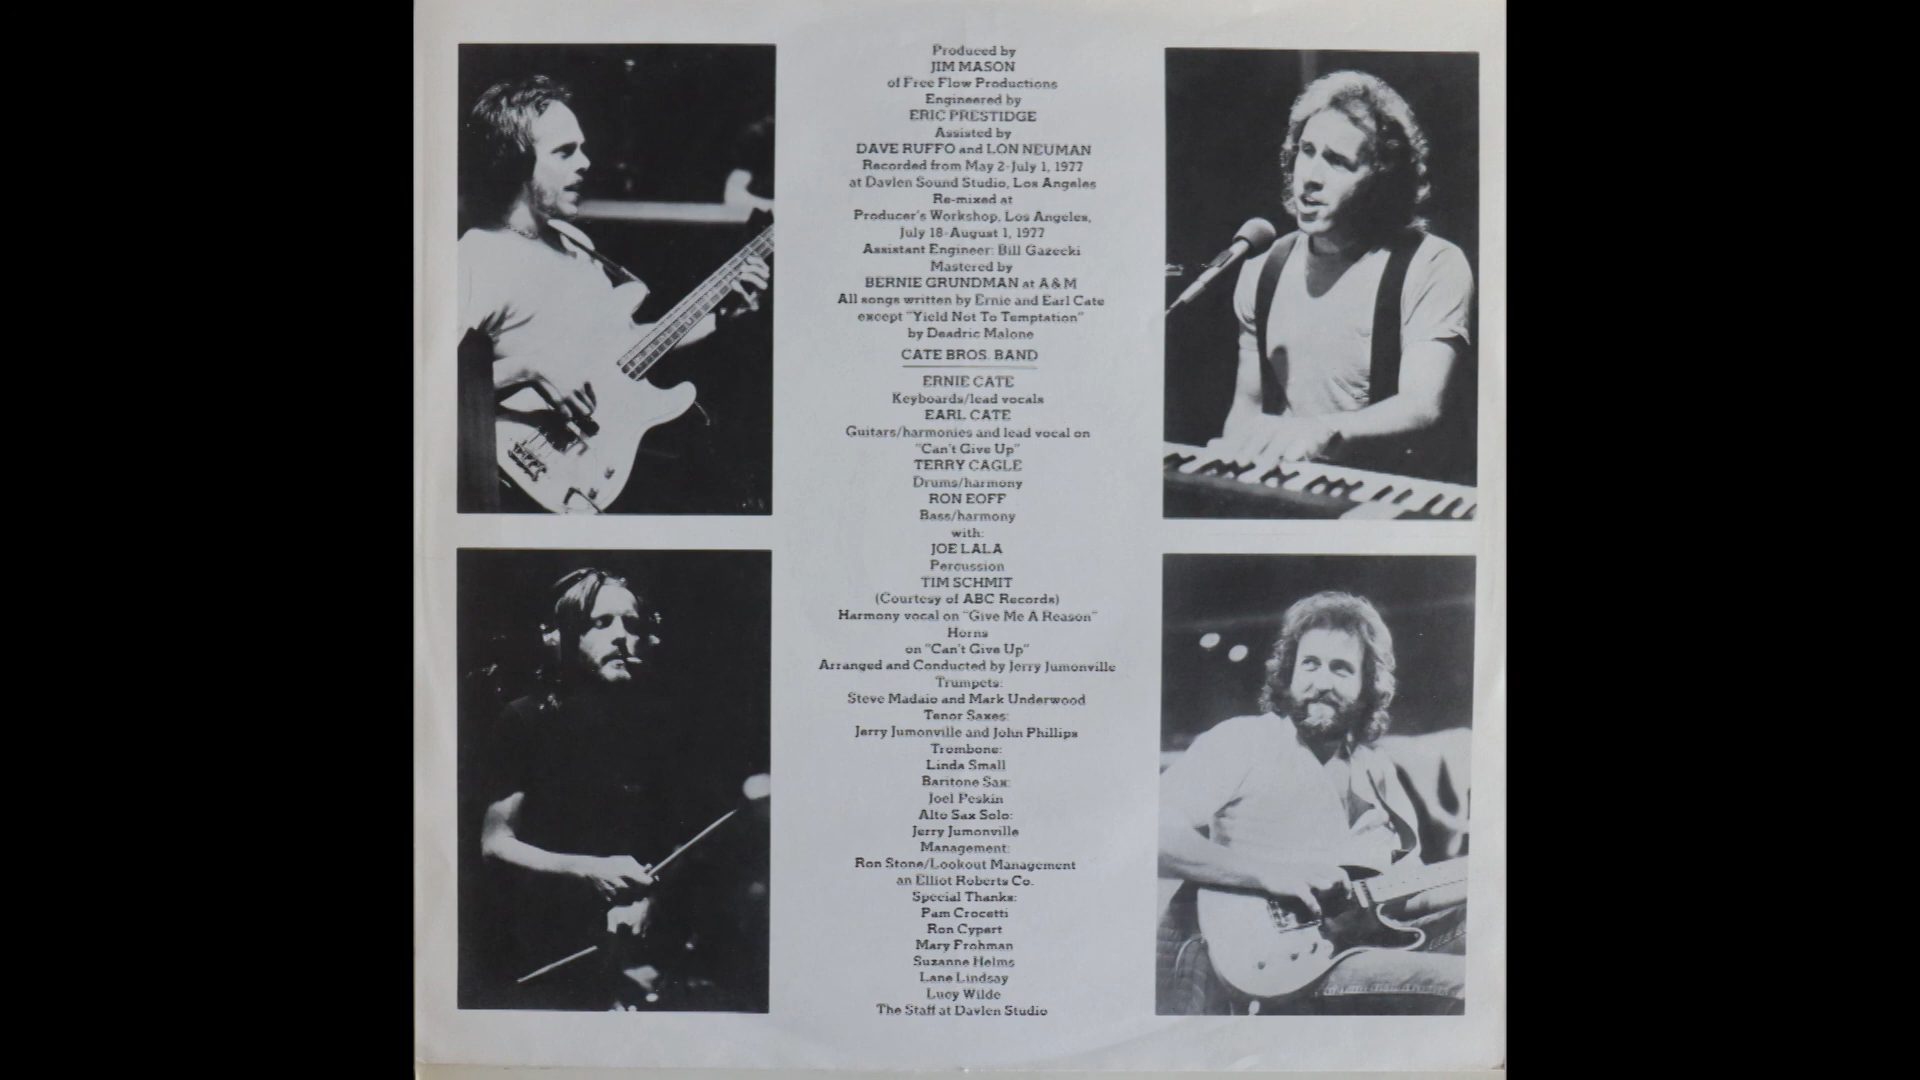 Produced by
JIM MASON
of Free Flow Productions
Engineered by
ERIC PRESTIDGE
Assisted by
DAVE RUFFO and LON NEUMAN
Recorded from May 2-July 1, 1977
at Davlen Sound Studio, Los Angeles
Re-mixed at
Producer's Workshop, Los Angeles,
July 18-August 1, 1977
Assistant Engineer: Bill Gazecki
Mastered by
BERNIE GRUNDMAN at A&M
All songs written by Ernie and Earl Cate
except "Yield Not To Temptation"
by Deadric Malone
CATE BROS. BAND
ERNIE CATE
Keyboards/lead vocals
EARL CATE
Guitars/harmonies and lead vocal on
"Can't Give Up"
TERRY CAGLE
Drums/harmony
RON EOFF
Bass/harmony
with:
JOE LALA
Percussion
TIM SCHMIT
(Courtesy of ABC Records)
Harmony vocal on "Give Me A Reason"
Horns
on "Can't Give Up"
Arranged and Conducted by Jerry Jumonville
Trumpets:
Steve Madaio and Mark Underwood
Tenor Saxes:
Jerry Jumonville and John Phillips
Trombone:
Linda Small
Baritone Sax:
Joel Peskin
Alto Sax Solo:
Jerry Jumonville
Management:
Ron Stone/Lookout Management
an Elliot Roberts Co.
Special Thanks:
Pam Crocetti
Ron Cypert
Mary Frohman
Suzanne Helms
Lane Lindsay
Lucy Wilde
The Staff at Davlen Studio